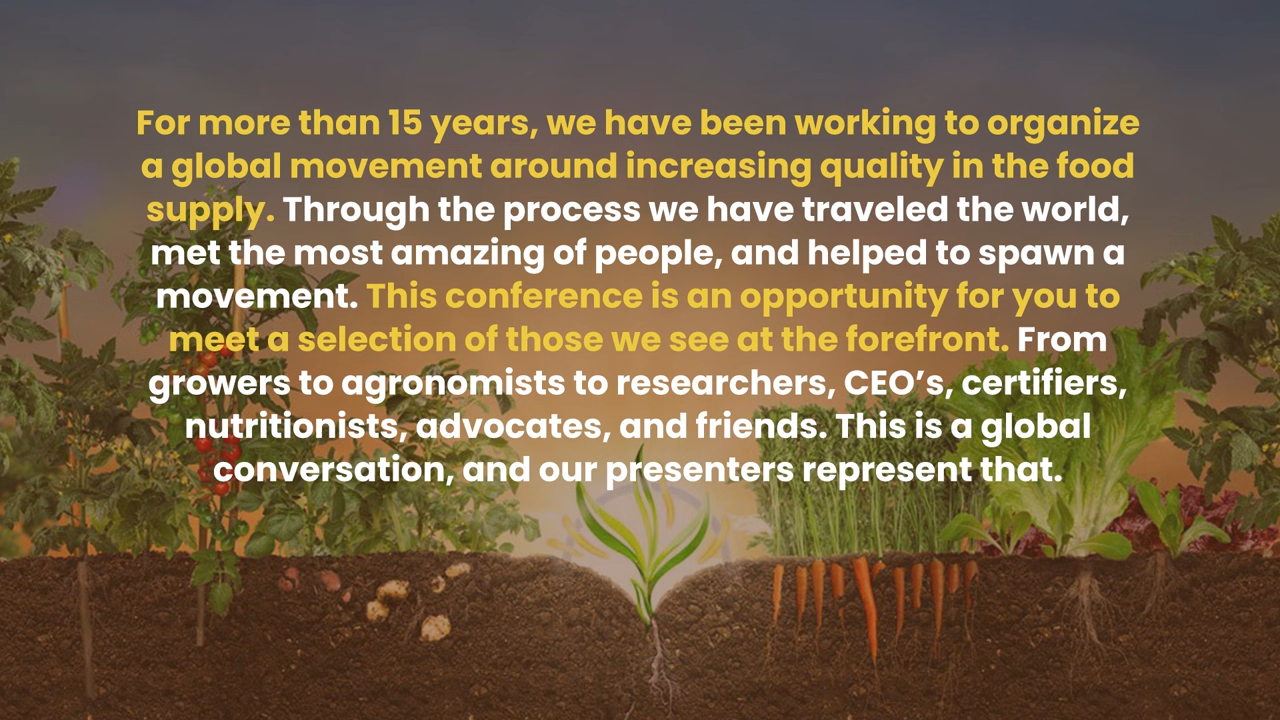 For more than 15 years, we have been working to organize
a global movement around increasing quality in the food
supply. Through the process we have traveled the world,
met the most amazing of people, and helped to spawn a
movement. This conference is an opportunity for you to
meet a selection of those we see at the forefront. From
growers to agronomists to researchers, CEO’s, certifiers,
nutritionists, advocates, and friends. This is a global
conversation, and our presenters represent that.